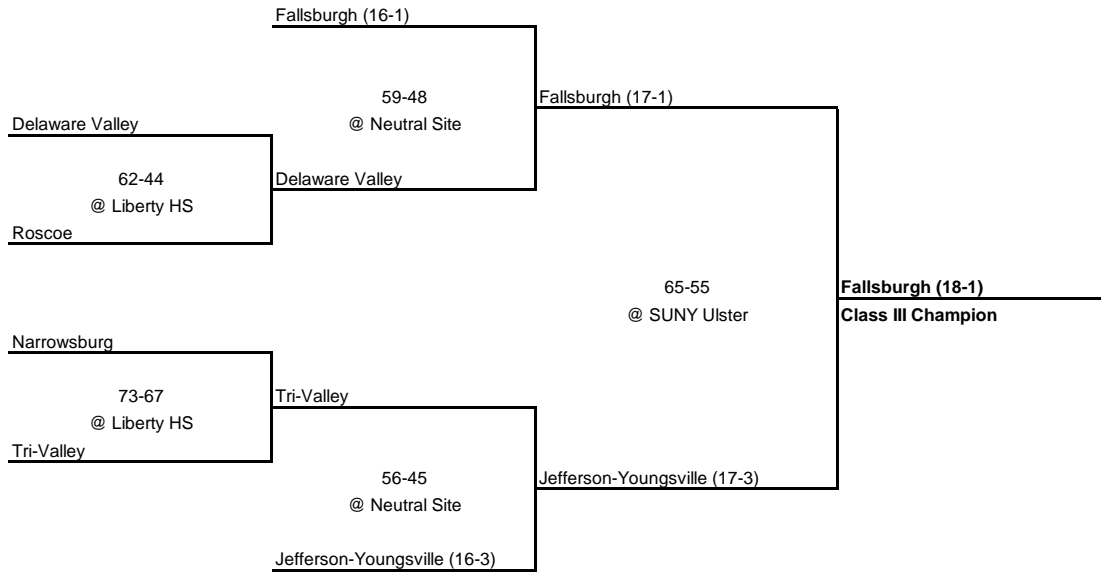 Fallsburgh (16-1)
59-48
@ Neutral Site
Fallsburgh (17-1)
Delaware Valley
62-44
@ Liberty HS
Delaware Valley
Roscoe
65-55
@ SUNY Ulster
Fallsburgh (18-1)
Class III Champion
Narrowsburg
73-67
@ Liberty HS
Tri-Valley
Tri-Valley
56-45
@ Neutral Site
Jefferson-Youngsville (17-3)
Jefferson-Youngsville (16-3)